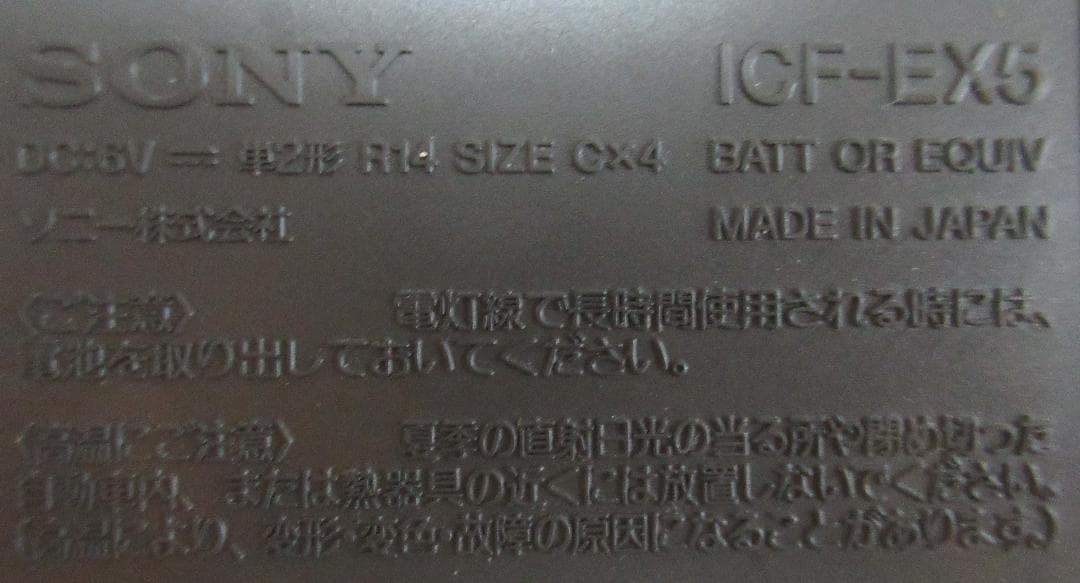 SONY ICF-EX5
DC:6V ⎓ 単2形 R14 SIZE C×4 BATT OR EQUIV
ソニー株式会社 MADE IN JAPAN
〈ご注意〉 電灯線で長時間使用される時には、
電池を取り出しておいてください。
〈高温にご注意〉 夏季の直射日光の当る所や閉め切った
自動車内、または熱器具の近くには放置しないでください。
(高温により、変形・変色・故障の原因になることがあります。)